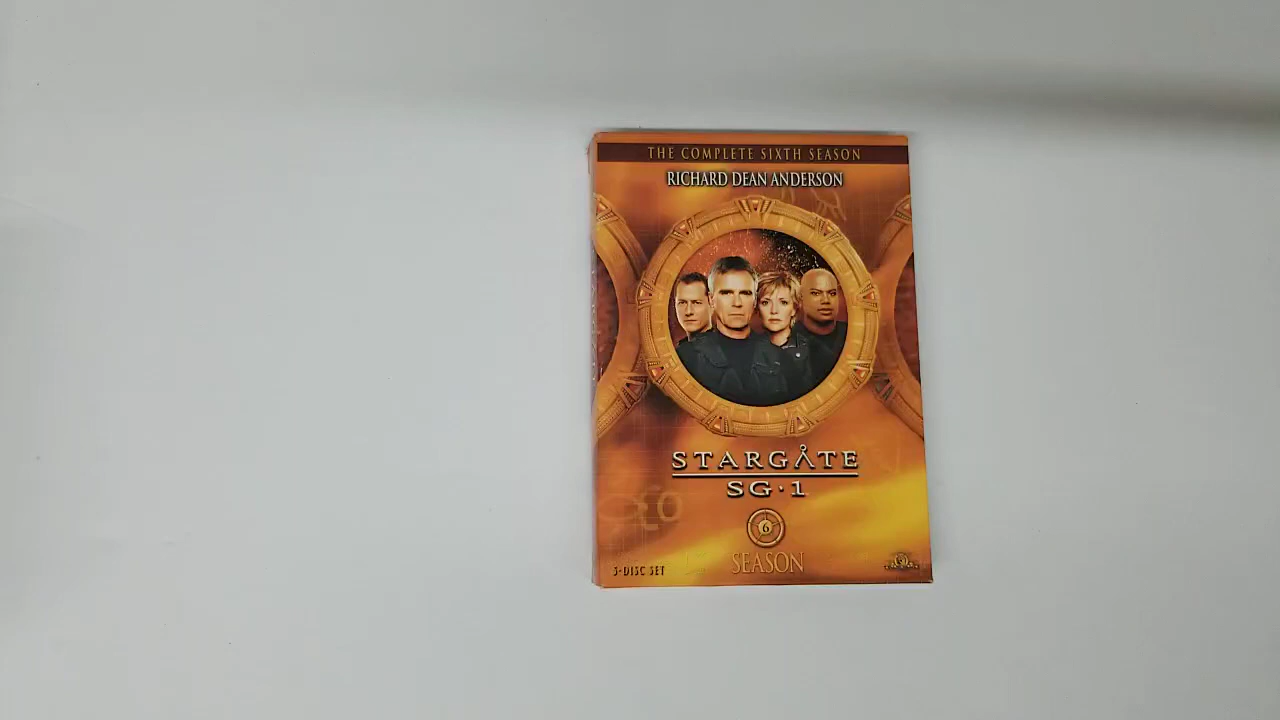 THE COMPLETE SIXTH SEASON
RICHARD DEAN ANDERSON
STARGATE
SG·1
6
SEASON
5-DISC SET